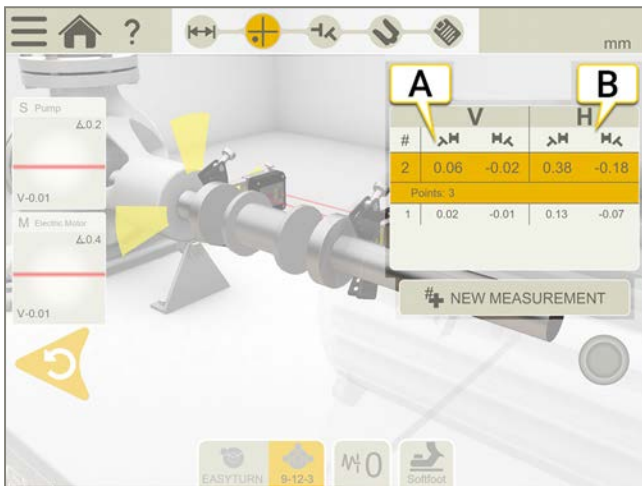 ?
mm
A
B
S Pump
∡0.2
V-0.01
M Electric Motor
∡0.4
V-0.01
V H
#
2 0.06 -0.02 0.38 -0.18
Points: 3
1 0.02 -0.01 0.13 -0.07
# NEW MEASUREMENT
EASYTURN 9-12-3 0 Softfoot